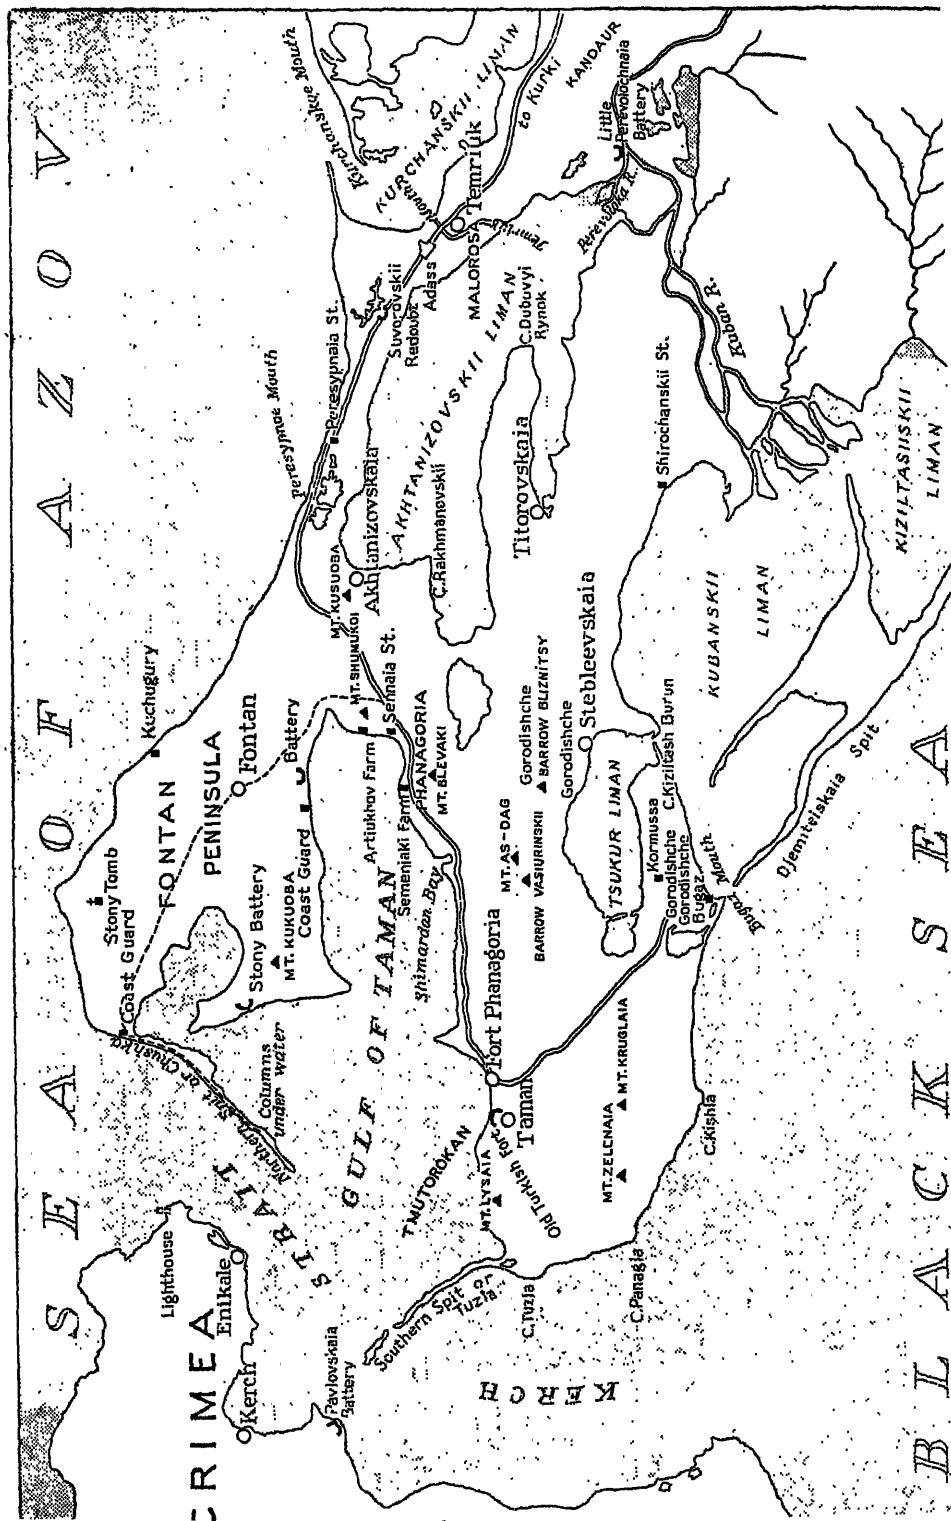 SEA OF AZOV
CRIMEA
Lighthouse
Enikale
Kerch
Pavlovskaia
Battery
STRAIT
KERCH
Northern Spit or Chushka
Columns
under water
Coast Guard
Stony Tomb
Kuchugury
FONTAN
PENINSULA
Fontan
Battery
Stony Battery
MT. KUKUOBA
Coast Guard
GULF OF TAMAN
Shimardan Bay
Artiukhov Farm
Semeniaki Farm
PHANAGORIA
MT. BLEVAKI
Sennaia St.
MT. SHUMUKOI
MT. KUSUOBA
Akhtanizovskaia
C. Rakhmanovskii
AKHTANIZOVSKII LIMAN
Peresypnoe Mouth
Peresypnaia St.
Suvorovskii
Redoubt
Adass
MALOROSA
Temriuk
Temriuk
Mouth
KURCHANSKII LIMAN
Kurchanskoe Mouth
to Kurki
KANDAUR
Little
Perevolochnaia
Battery
Perevoloka R.
C. Dubovyi
Rynok
Titorovskaia
Kuban R.
Shirochanskii St.
Stebleevskaia
Gorodishche
BARROW BLIZNITSY
Gorodishche
MT. AS-DAG
BARROW VASIURINSKII
TSUKUR LIMAN
Kormussa
C. Kiziltash Burun
Gorodishche
Gorodishche
Bugaz
Bugaz Mouth
KUBANSKII
LIMAN
KIZILTASIISKII
LIMAN
Djemiteiskaia Spit
Fort Phanagoria
Taman
TMUTOROKAN
MT. LYSAIA
Old Turkish Fort
MT. ZELENAIA
MT. KRUGLAIA
Southern Spit or
Tuzla
C. Tuzla
C. Panagia
C. Kishla
BLACK SEA